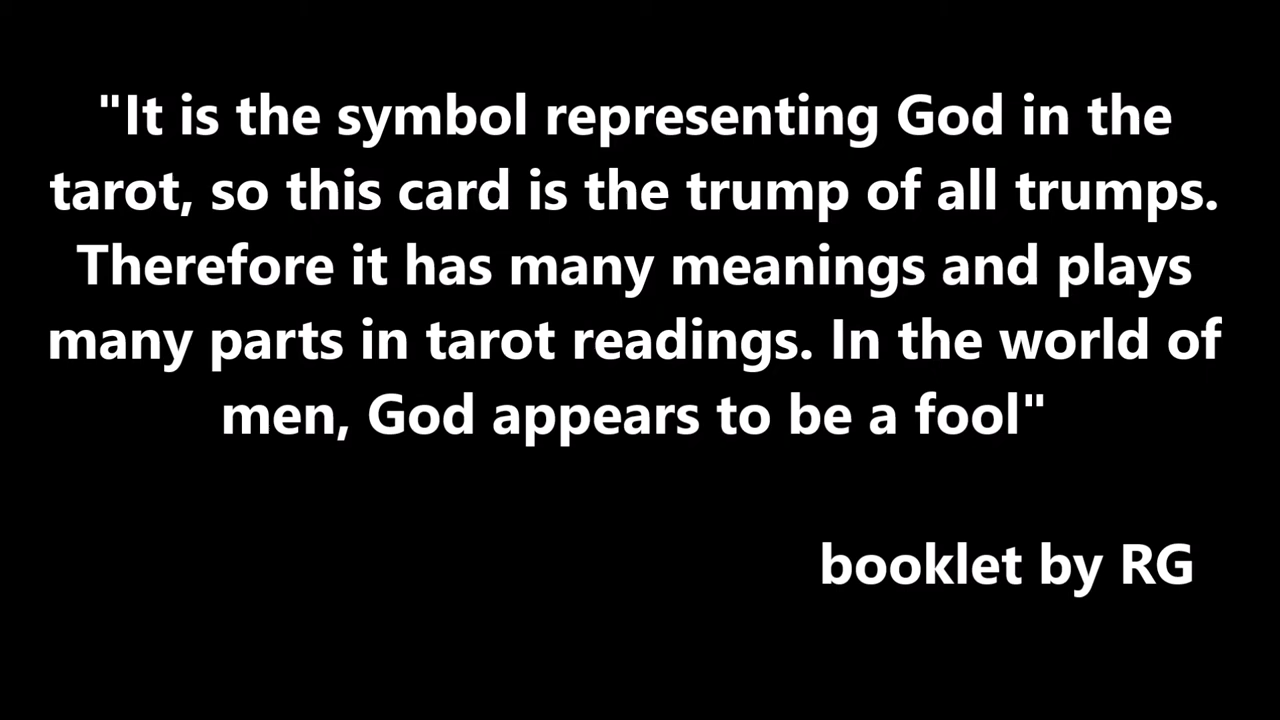 "It is the symbol representing God in the
tarot, so this card is the trump of all trumps.
Therefore it has many meanings and plays
many parts in tarot readings. In the world of
men, God appears to be a fool"
booklet by RG